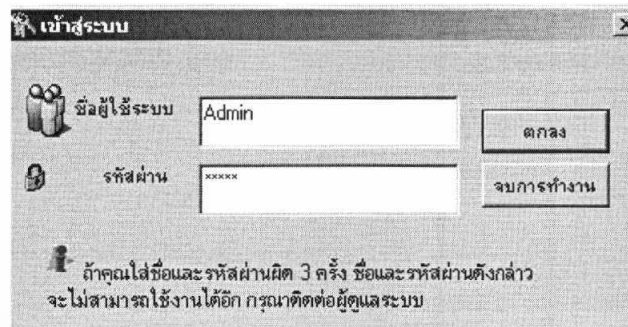 เข้าสู่ระบบ
ชื่อผู้ใช้ระบบ
Admin
ตกลง
รหัสผ่าน
×××××
จบการทำงาน
ถ้าคุณใส่ชื่อและรหัสผ่านผิด 3 ครั้ง ชื่อและรหัสผ่านดังกล่าว
จะไม่สามารถใช้งานได้อีก กรุณาติดต่อผู้ดูแลระบบ